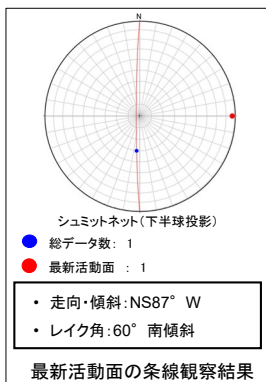 N
シュミットネット(下半球投影)
総データ数: 1
最新活動面 : 1
• 走向・傾斜:NS87° W
• レイク角:60° 南傾斜
最新活動面の条線観察結果